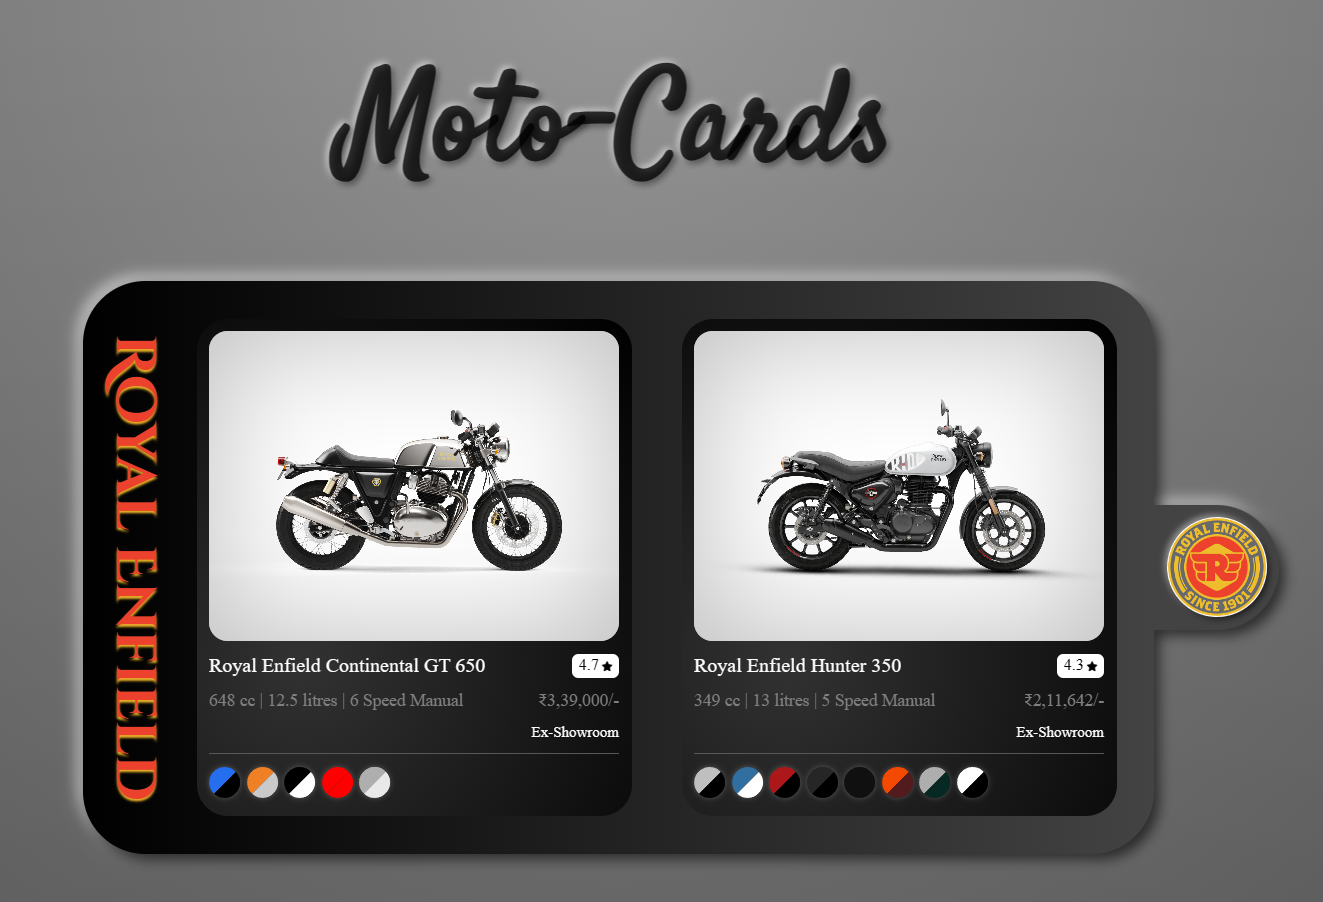 Moto-Cards
ROYAL ENFIELD
Royal Enfield Continental GT 650
4.7
648 cc | 12.5 litres | 6 Speed Manual
₹3,39,000/-
Ex-Showroom
Royal Enfield Hunter 350
4.3
349 cc | 13 litres | 5 Speed Manual
₹2,11,642/-
Ex-Showroom
ROYAL ENFIELD
R
SINCE 1901